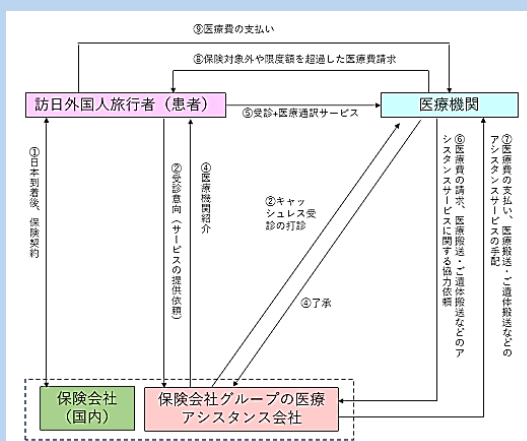 ⑨医療費の支払い
⑧保険対象外や限度額を超過した医療費請求
訪日外国人旅行者（患者）
医療機関
⑤受診+医療通訳サービス
①日本到着後、保険契約
②受診意向（サービスの提供依頼）
④医療機関紹介
②キャッ
シュレス受
診の打診
④了承
⑥医療費の請求、医療搬送・ご遺体搬送などのア
シスタンスサービスに関する協力依頼
⑦医療費の支払い、医療搬送・ご遺体搬送などの
アシスタンスサービスの手配
保険会社
（国内）
保険会社グループの医療
アシスタンス会社